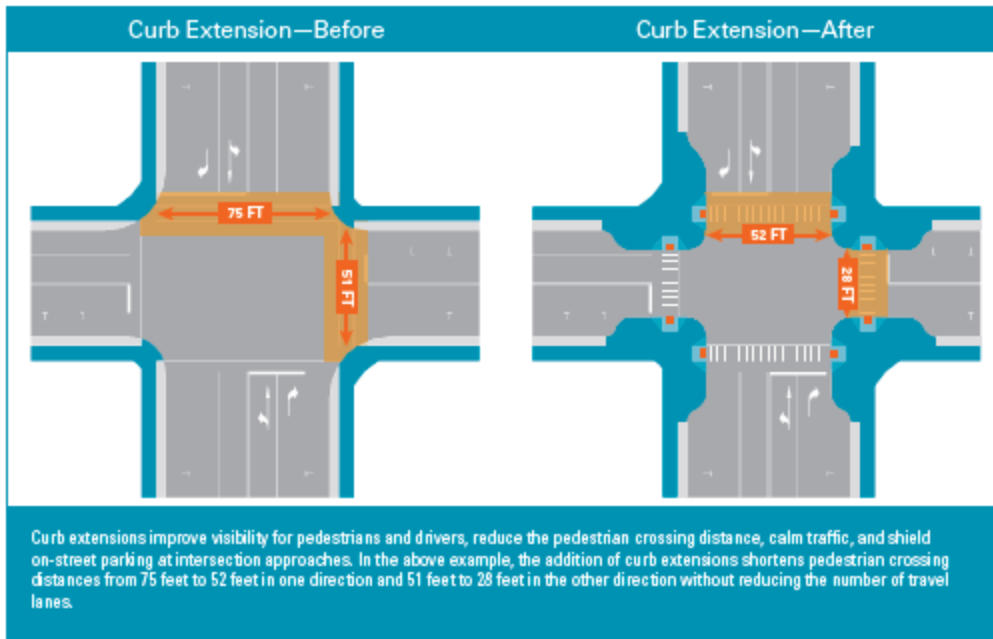 Curb Extension—Before
Curb Extension—After
75 FT
51 FT
52 FT
28 FT
Curb extensions improve visibility for pedestrians and drivers, reduce the pedestrian crossing distance, calm traffic, and shield
on-street parking at intersection approaches. In the above example, the addition of curb extensions shortens pedestrian crossing
distances from 75 feet to 52 feet in one direction and 51 feet to 28 feet in the other direction without reducing the number of travel
lanes.